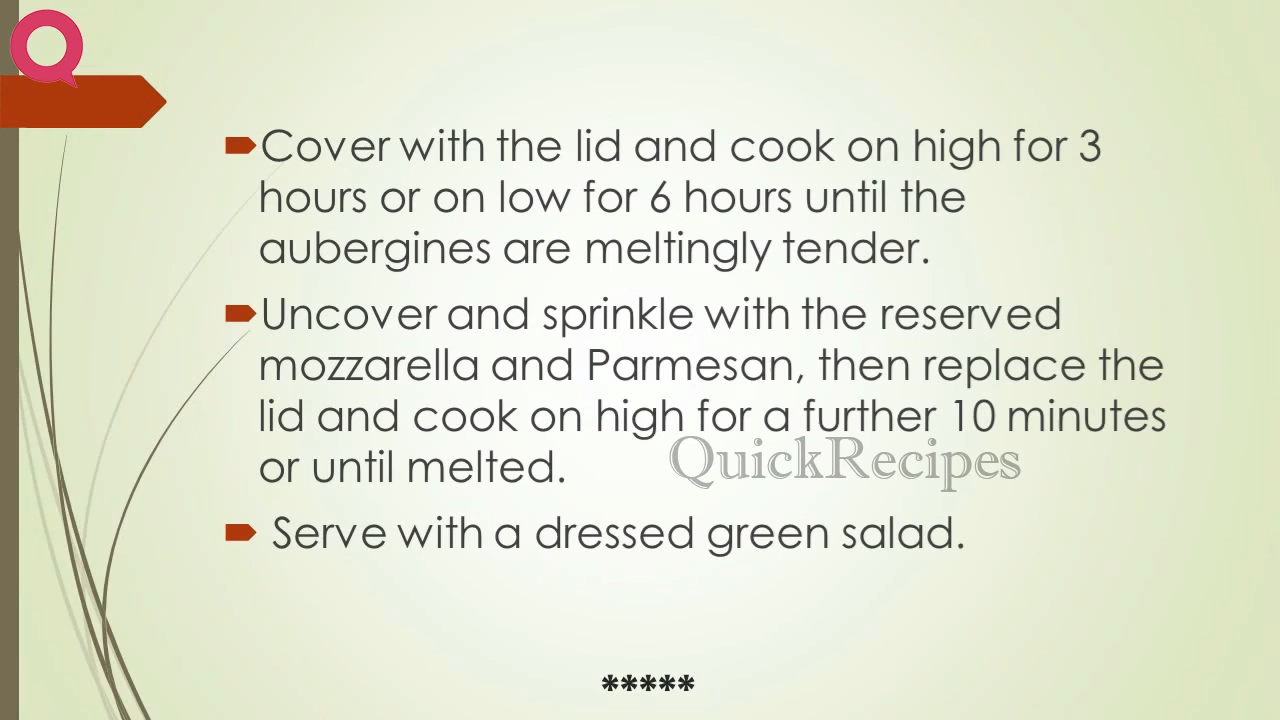 Cover with the lid and cook on high for 3
hours or on low for 6 hours until the
aubergines are meltingly tender.
Uncover and sprinkle with the reserved
mozzarella and Parmesan, then replace the
lid and cook on high for a further 10 minutes
or until melted.
QuickRecipes
Serve with a dressed green salad.
*****